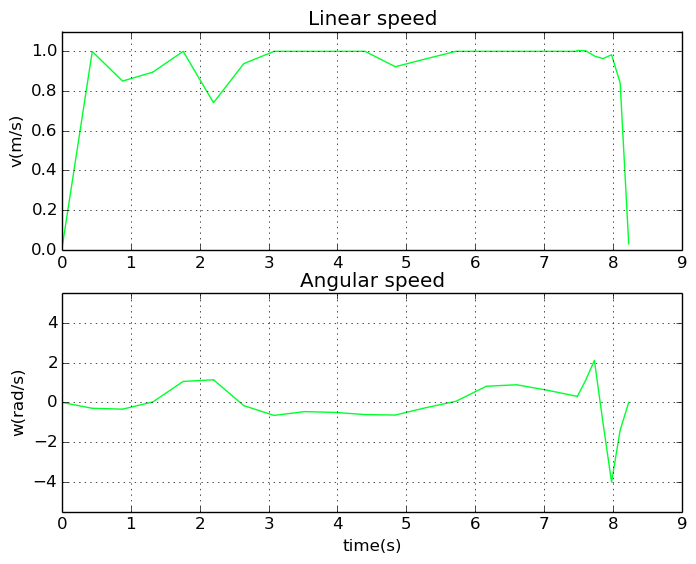 Linear speed
v(m/s)
1.0
0.8
0.6
0.4
0.2
0.0
0 1 2 3 4 5 6 7 8 9
Angular speed
w(rad/s)
4
2
0
−2
−4
0 1 2 3 4 5 6 7 8 9
time(s)